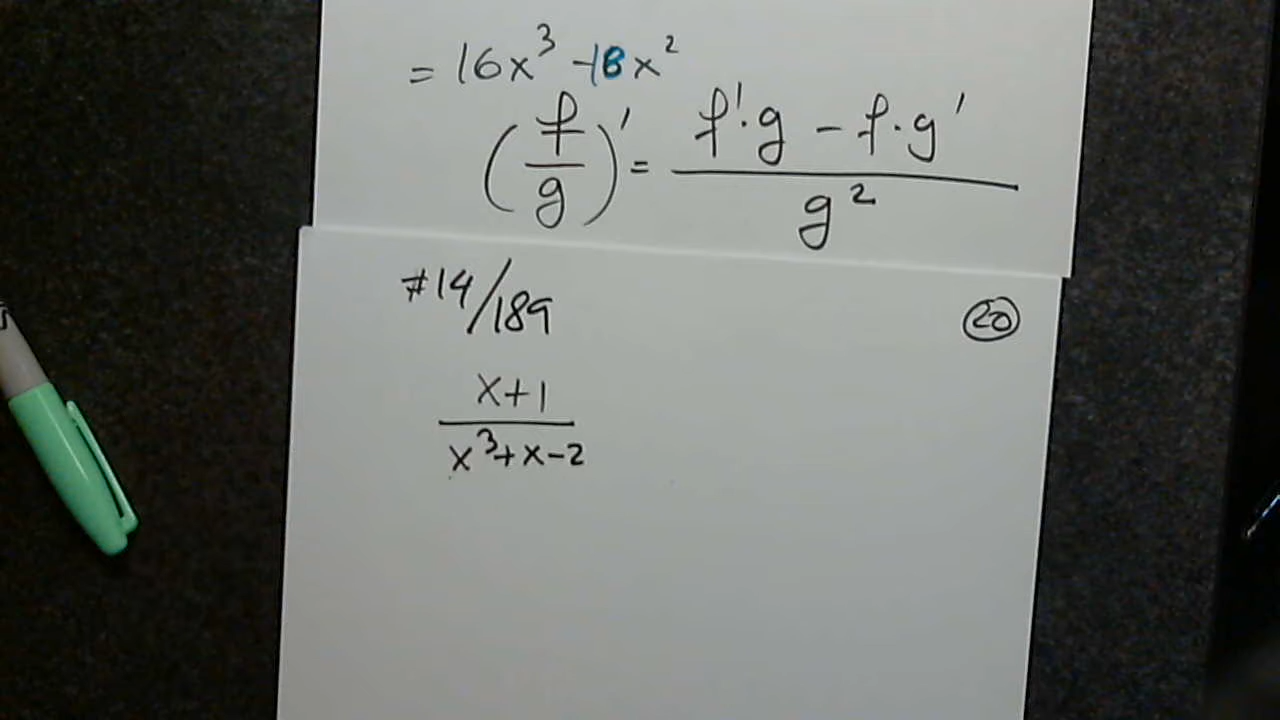 = 16x³ -18x²
(f/g)' = (f'·g - f·g')/g²
#14/189
20
x+1
x³+x-2